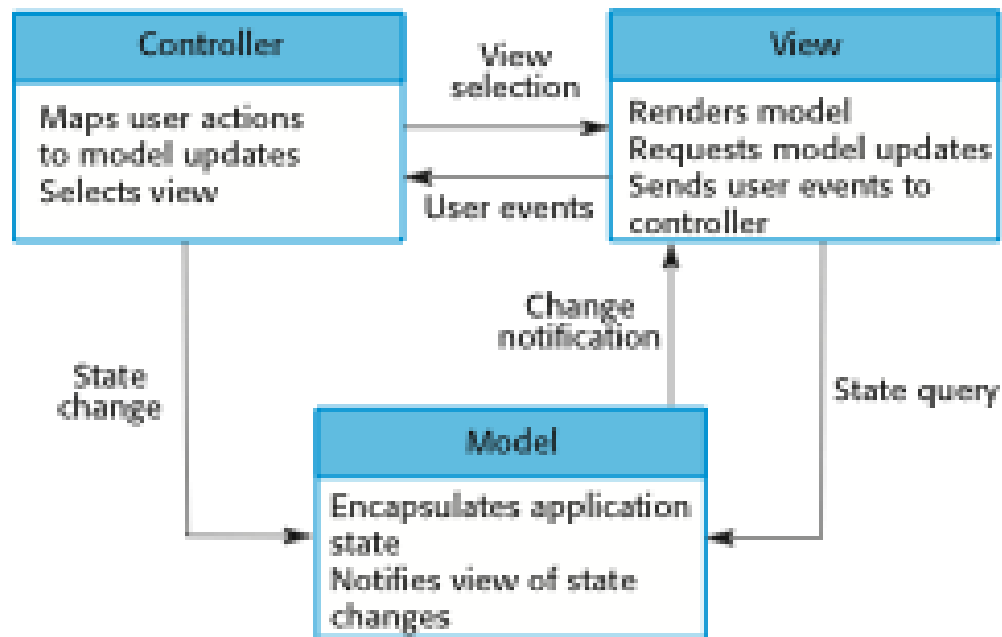 Controller
Maps user actions
to model updates
Selects view
View
selection
User events
View
Renders model
Requests model updates
Sends user events to
controller
State
change
Change
notification
State query
Model
Encapsulates application
state
Notifies view of state
changes